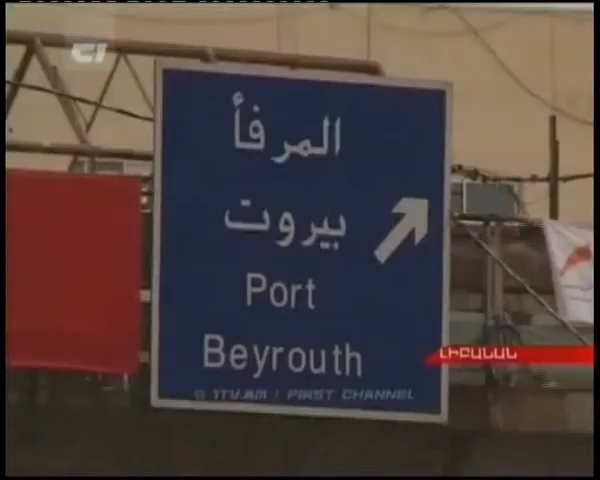 المرفأ
بيروت
Port
Beyrouth
ԼԻԲԱՆԱՆ
© 1TV.AM / FIRST CHANNEL